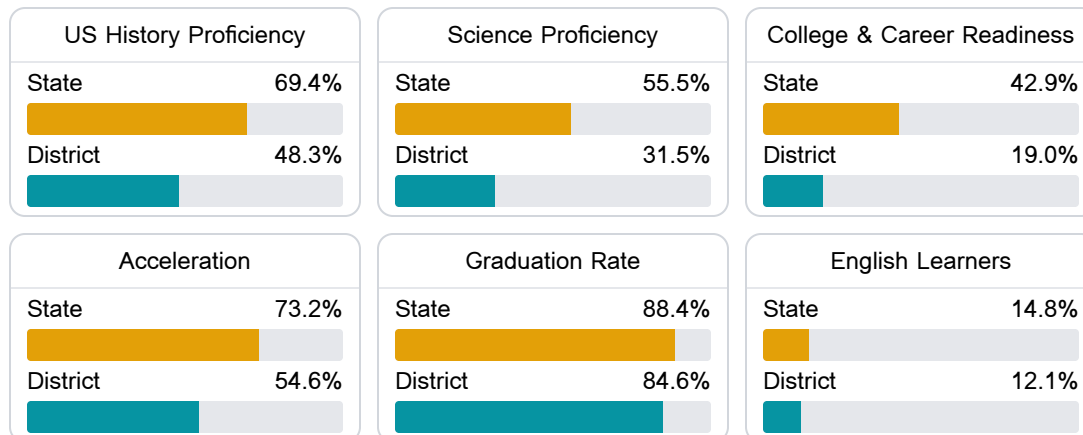 US History Proficiency
State 69.4%
District 48.3%
Science Proficiency
State 55.5%
District 31.5%
College & Career Readiness
State 42.9%
District 19.0%
Acceleration
State 73.2%
District 54.6%
Graduation Rate
State 88.4%
District 84.6%
English Learners
State 14.8%
District 12.1%